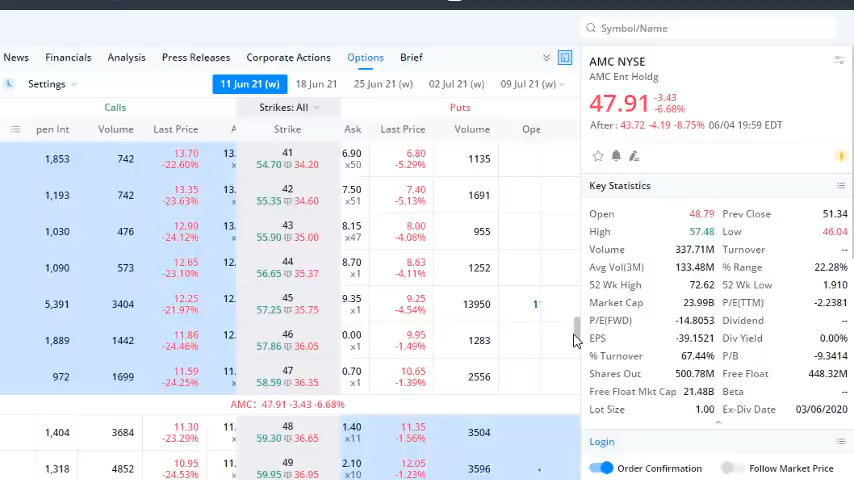 Symbol/Name
News Financials Analysis Press Releases Corporate Actions Options Brief
Settings 11 Jun 21 (w) 18 Jun 21 25 Jun 21 (w) 02 Jul 21 (w) 09 Jul 21 (w)
Calls Strikes: All Puts
pen Int Volume Last Price A Strike Ask Last Price Volume Ope
1,853 742 13.70 13. 41 6.90 6.80 1135
-22.60% 54.70 34.20 x50 -5.29%
1,193 742 13.35 13. 42 7.50 7.40 1691
-23.63% x 55.35 34.60 x51 -5.13%
1,030 476 12.90 12. 43 8.15 8.00 955
-24.12% x 55.90 35.00 x47 -4.08%
1,090 573 12.65 12. 44 8.70 8.63 1252
-23.10% 56.65 35.37 x1 -4.11%
5,391 3404 12.25 12. 45 9.35 9.25 13950 1
-21.97% 57.25 35.75 x1 -4.54%
1,889 1442 11.86 12. 46 0.00 9.95 1283
-24.46% 57.86 36.05 x1 -1.49%
972 1699 11.59 11. 47 0.70 10.65 2556
-24.25% 58.59 36.35 x1 -1.39%
AMC: 47.91 -3.43 -6.68%
1,404 3684 11.30 11. 48 1.40 11.35 3504
-23.29% 59.30 36.65 x11 -1.56%
1,318 4852 10.95 11. 49 2.10 12.05 3596
-24.53% 59.95 36.95 x10 -1.23%
AMC NYSE
AMC Ent Holdg
47.91 -3.43
-6.68%
After: 43.72 -4.19 -8.75% 06/04 19:59 EDT
Key Statistics
Open 48.79 Prev Close 51.34
High 57.48 Low 46.04
Volume 337.71M Turnover --
Avg Vol(3M) 133.48M % Range 22.28%
52 Wk High 72.62 52 Wk Low 1.910
Market Cap 23.99B P/E(TTM) -2.2381
P/E(FWD) -14.8053 Dividend --
EPS -39.1521 Div Yield 0.00%
% Turnover 67.44% P/B -9.3414
Shares Out 500.78M Free Float 448.32M
Free Float Mkt Cap 21.48B Beta --
Lot Size 1.00 Ex-Div Date 03/06/2020
Login
Order Confirmation Follow Market Price